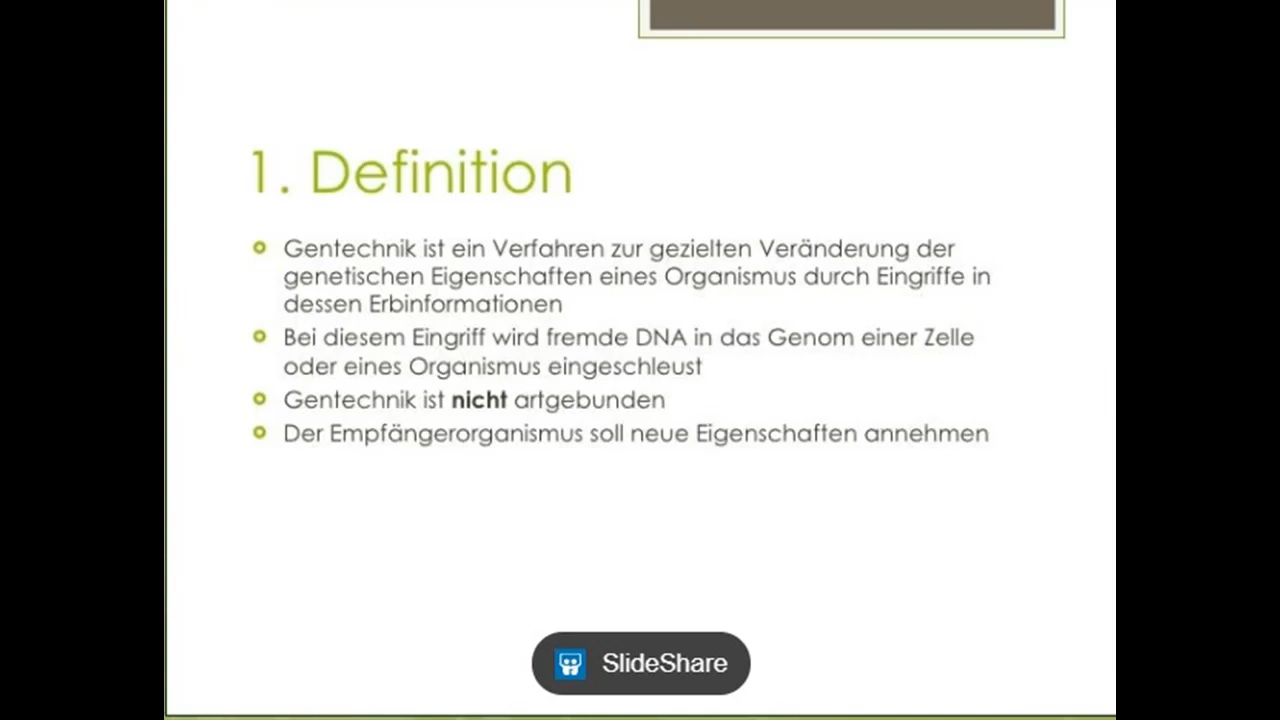 1. Definition
Gentechnik ist ein Verfahren zur gezielten Veränderung der
genetischen Eigenschaften eines Organismus durch Eingriffe in
dessen Erbinformationen
Bei diesem Eingriff wird fremde DNA in das Genom einer Zelle
oder eines Organismus eingeschleust
Gentechnik ist nicht artgebunden
Der Empfängerorganismus soll neue Eigenschaften annehmen
SlideShare